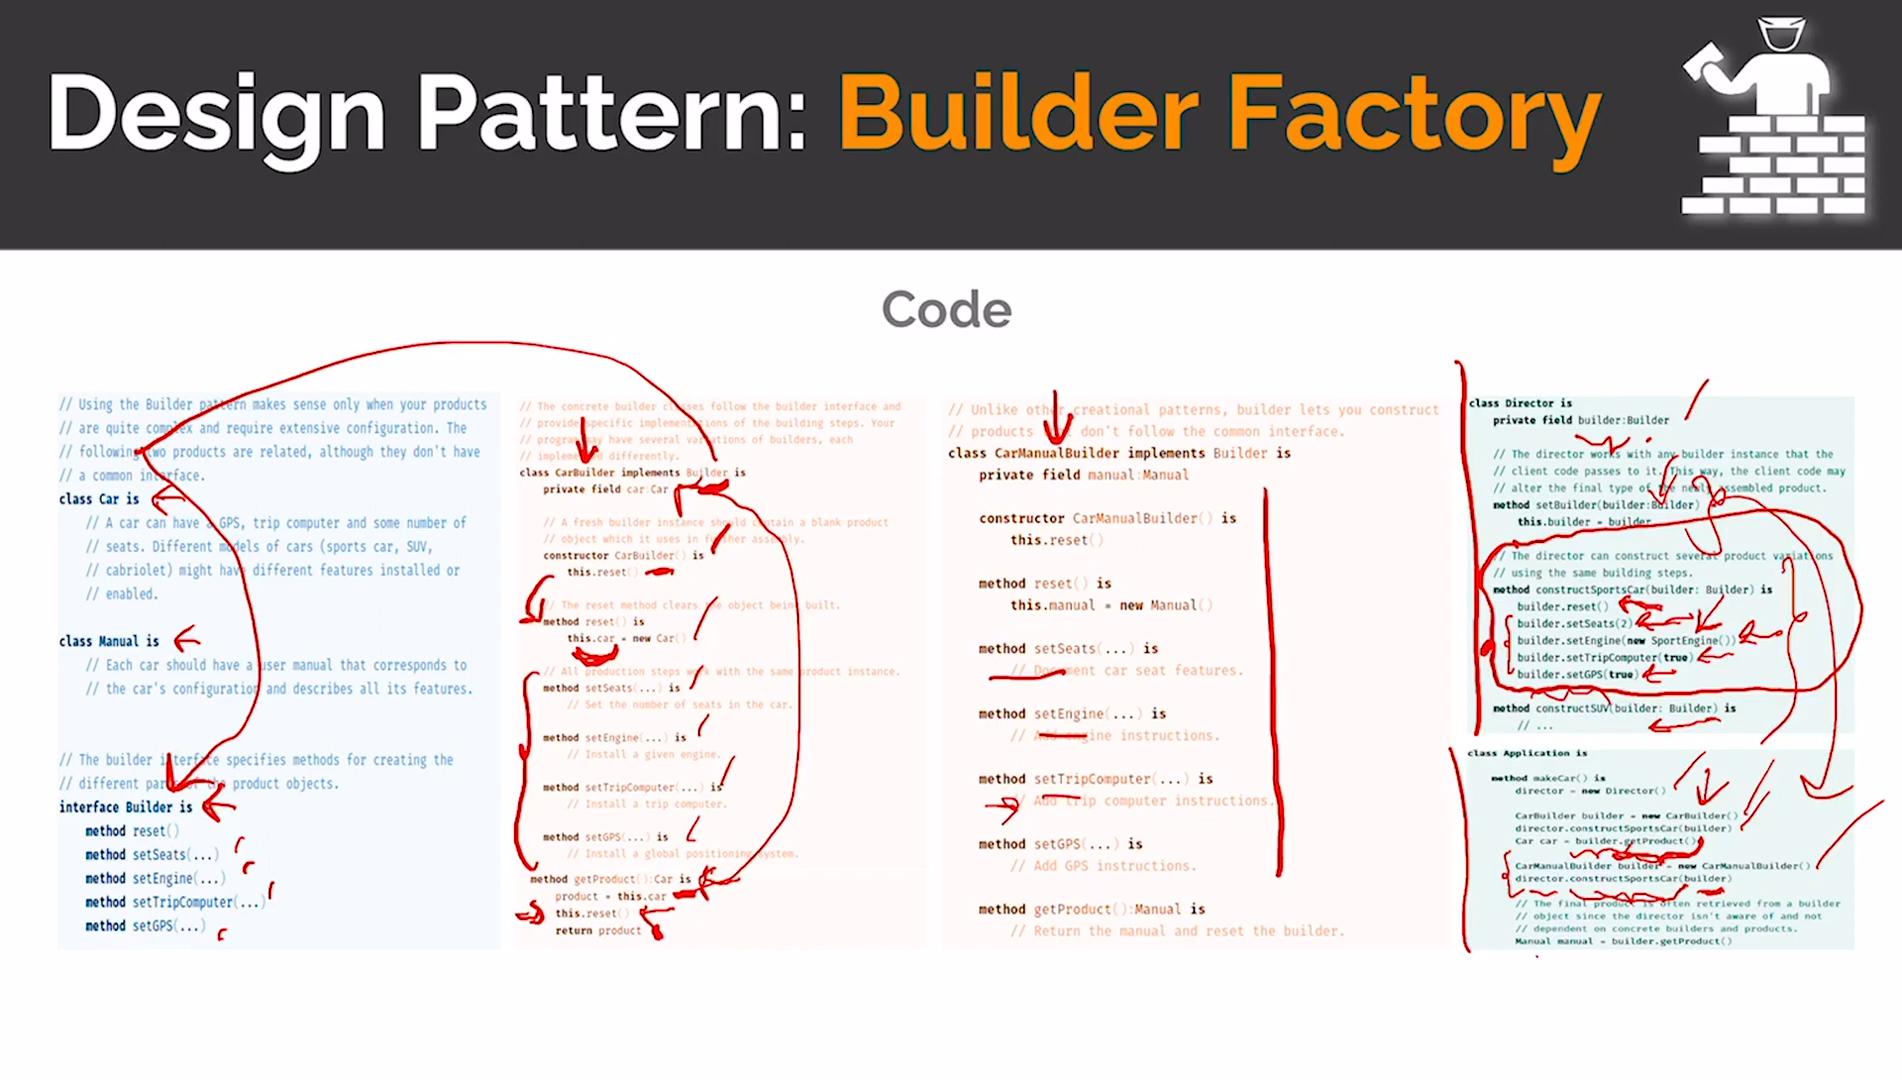 Design Pattern: Builder Factory
Code
// Using the Builder pattern makes sense only when your products
// are quite complex and require extensive configuration. The
// following two products are related, although they don't have
// a common interface.
class Car is
// A car can have a GPS, trip computer and some number of
// seats. Different models of cars (sports car, SUV,
// cabriolet) might have different features installed or
// enabled.
class Manual is
// Each car should have a user manual that corresponds to
// the car's configuration and describes all its features.
// The builder interface specifies methods for creating the
// different parts of the product objects.
interface Builder is
method reset()
method setSeats(...)
method setEngine(...)
method setTripComputer(...)
method setGPS(...)
// The concrete builder classes follow the builder interface and
// provide specific implementations of the building steps. Your
// program may have several variations of builders, each
// implemented differently.
class CarBuilder implements Builder is
private field car:Car
// A fresh builder instance should contain a blank product
// object which it uses in further assembly.
constructor CarBuilder() is
this.reset()
// The reset method clears the object being built.
method reset() is
this.car = new Car()
// All production steps work with the same product instance.
method setSeats(...) is
// Set the number of seats in the car.
method setEngine(...) is
// Install a given engine.
method setTripComputer(...) is
// Install a trip computer.
method setGPS(...) is
// Install a global positioning system.
method getProduct():Car is
product = this.car
this.reset()
return product
// Unlike other creational patterns, builder lets you construct
// products that don't follow the common interface.
class CarManualBuilder implements Builder is
private field manual:Manual
constructor CarManualBuilder() is
this.reset()
method reset() is
this.manual = new Manual()
method setSeats(...) is
// Document car seat features.
method setEngine(...) is
// Add engine instructions.
method setTripComputer(...) is
// Add trip computer instructions.
method setGPS(...) is
// Add GPS instructions.
method getProduct():Manual is
// Return the manual and reset the builder.
class Director is
private field builder:Builder
// The director works with any builder instance that the
// client code passes to it. This way, the client code may
// alter the final type of the newly assembled product.
method setBuilder(builder:Builder)
this.builder = builder
// The director can construct several product variations
// using the same building steps.
method constructSportsCar(builder: Builder) is
builder.reset()
builder.setSeats(2)
builder.setEngine(new SportEngine())
builder.setTripComputer(true)
builder.setGPS(true)
method constructSUV(builder: Builder) is
// ...
class Application is
method makeCar() is
director = new Director()
CarBuilder builder = new CarBuilder()
director.constructSportsCar(builder)
Car car = builder.getProduct()
CarManualBuilder builder = new CarManualBuilder()
director.constructSportsCar(builder)
// The final product is often retrieved from a builder
// object since the director isn't aware of and not
// dependent on concrete builders and products.
Manual manual = builder.getProduct()